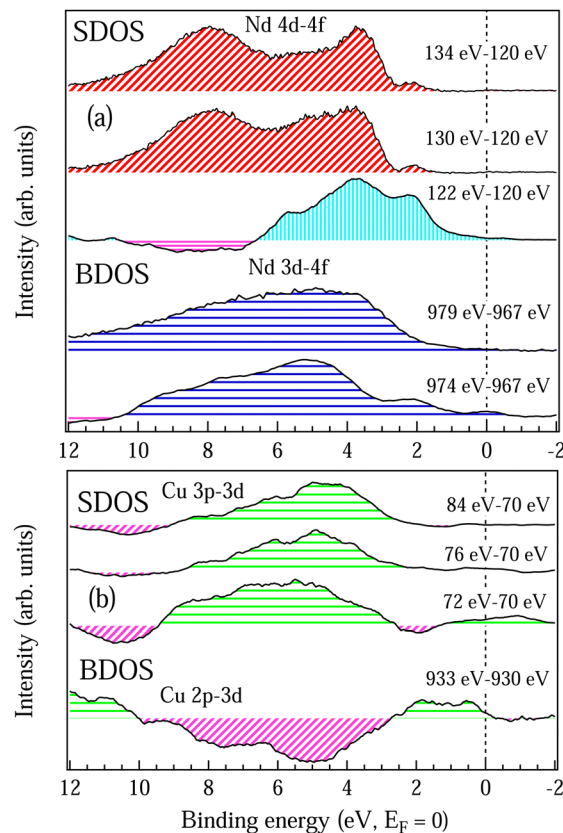 SDOS
Nd 4d-4f
134 eV-120 eV
(a)
130 eV-120 eV
122 eV-120 eV
BDOS
Nd 3d-4f
979 eV-967 eV
974 eV-967 eV
Intensity (arb. units)
12 10 8 6 4 2 0 -2
SDOS
Cu 3p-3d
84 eV-70 eV
76 eV-70 eV
(b)
72 eV-70 eV
BDOS
Cu 2p-3d
933 eV-930 eV
Intensity (arb. units)
12 10 8 6 4 2 0 -2
Binding energy (eV, E_F = 0)